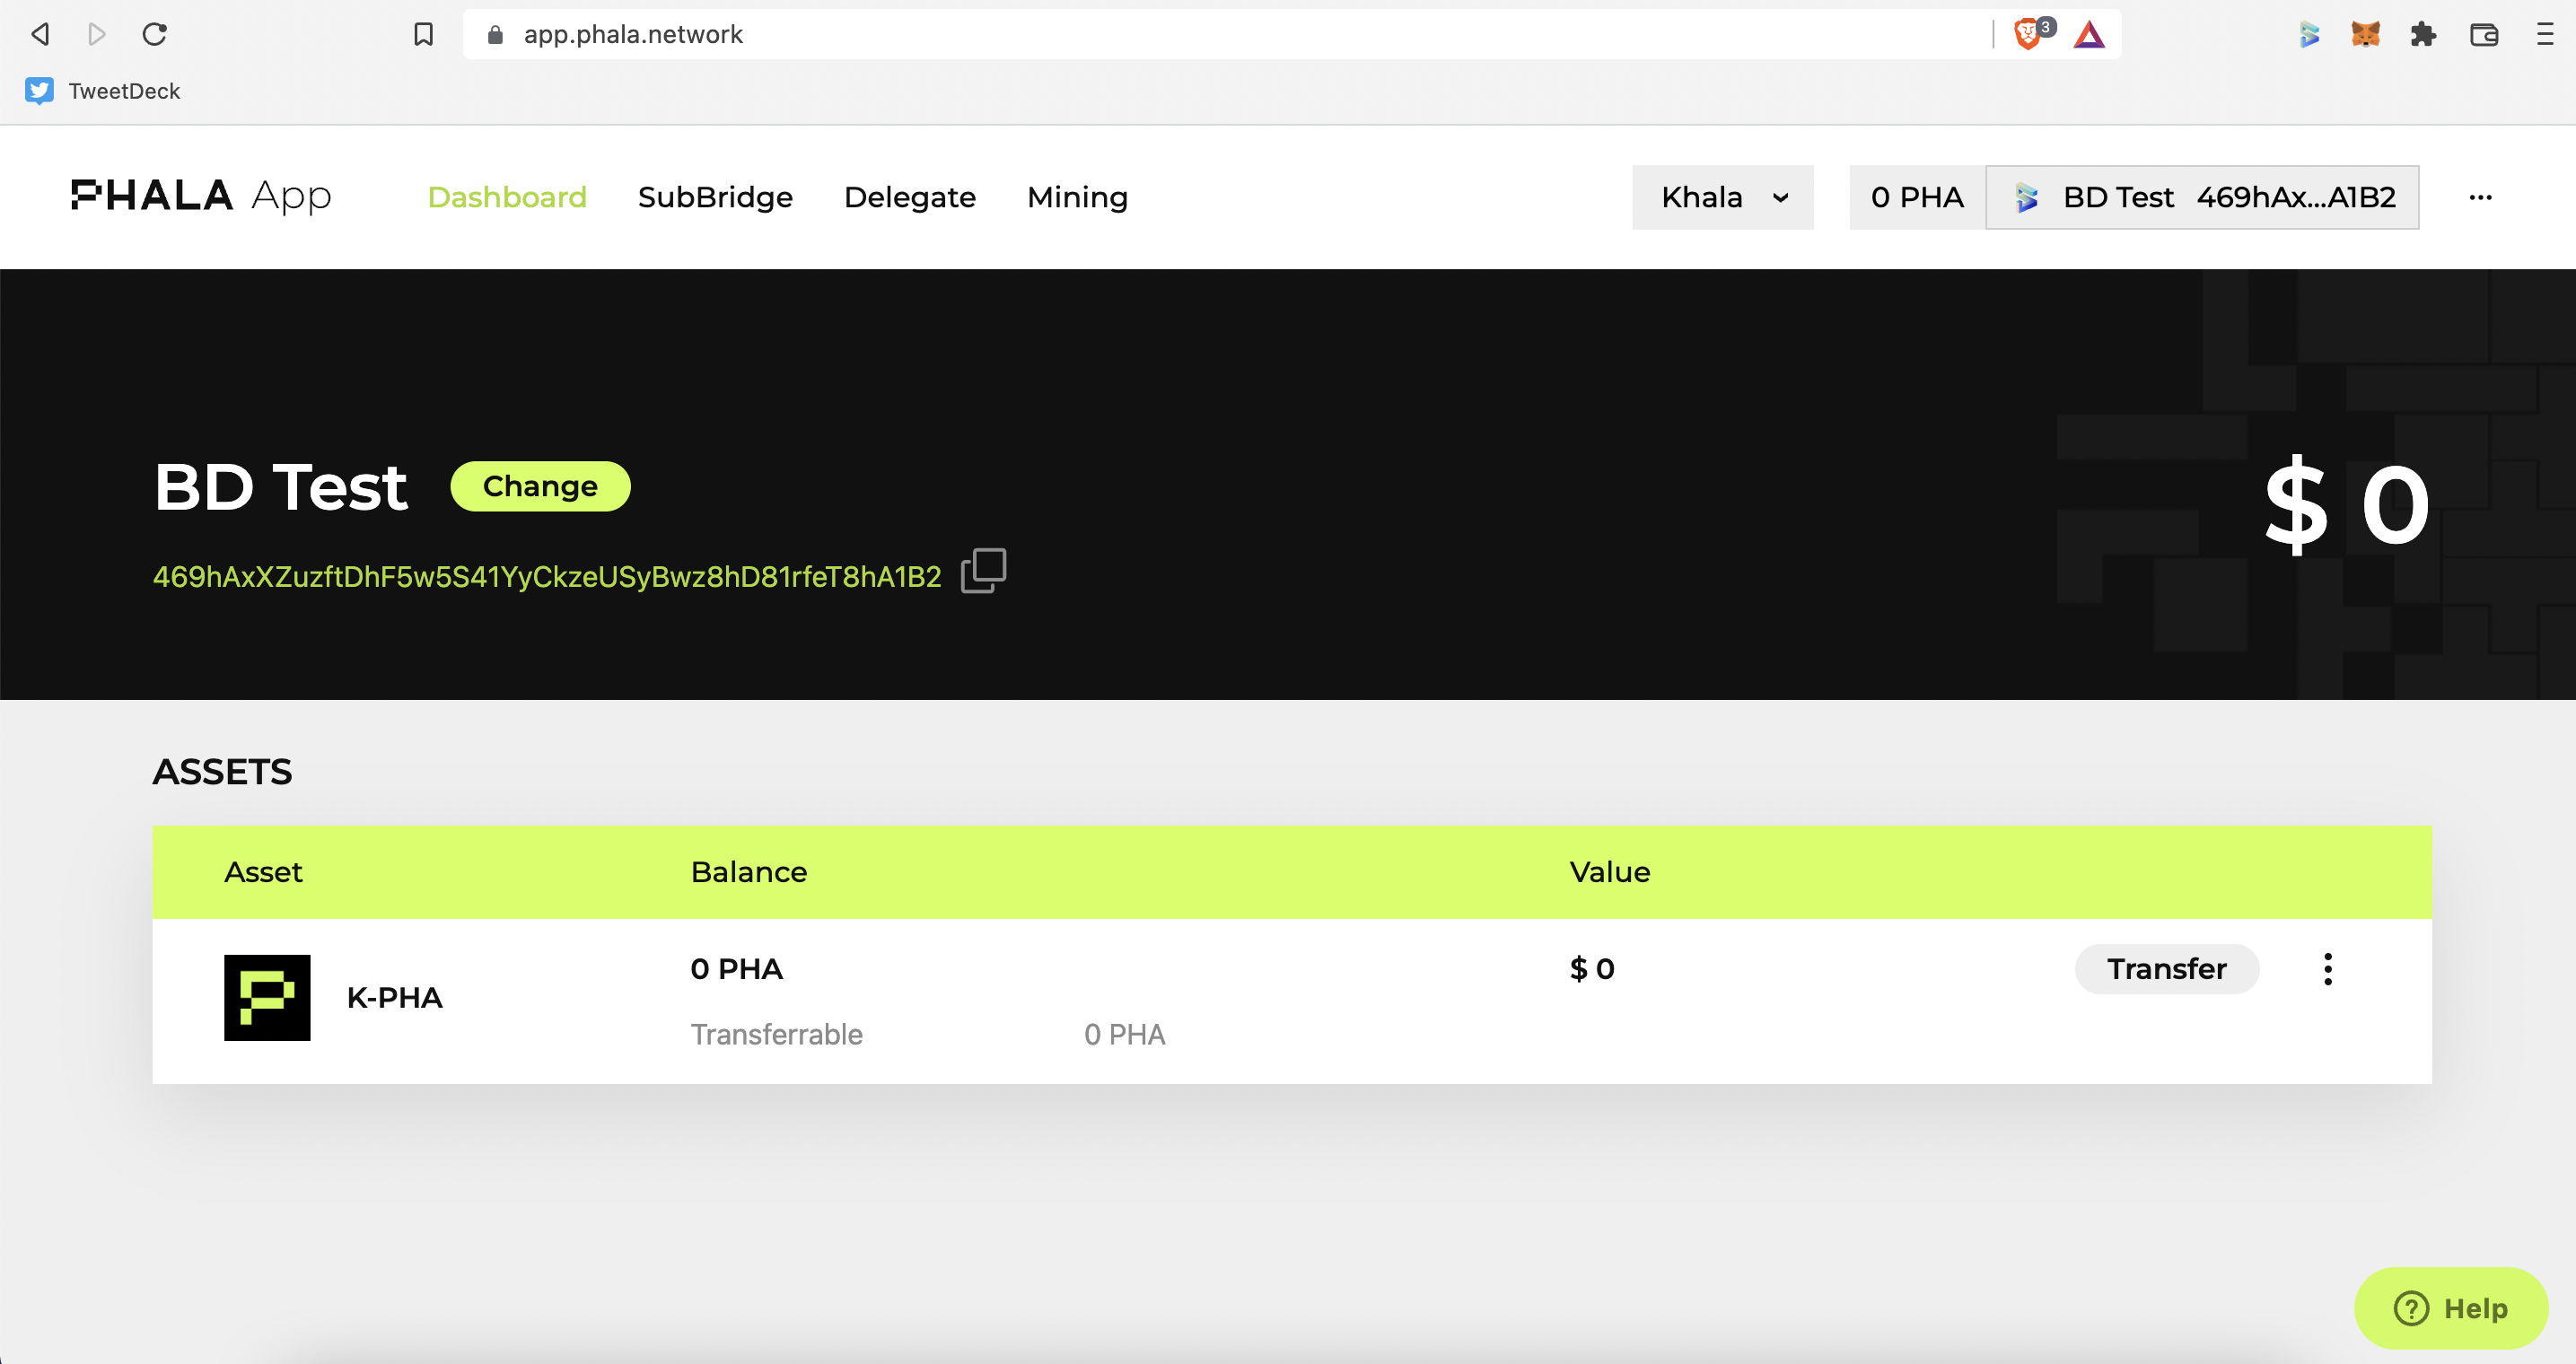 app.phala.network
3
TweetDeck
PHALA App Dashboard SubBridge Delegate Mining Khala 0 PHA BD Test 469hAx...A1B2 ...
BD Test Change $ 0
469hAxXZuzftDhF5w5S41YyCkzeUSyBwz8hD81rfeT8hA1B2
ASSETS
Asset Balance Value
K-PHA 0 PHA $ 0 Transfer
Transferrable 0 PHA
? Help